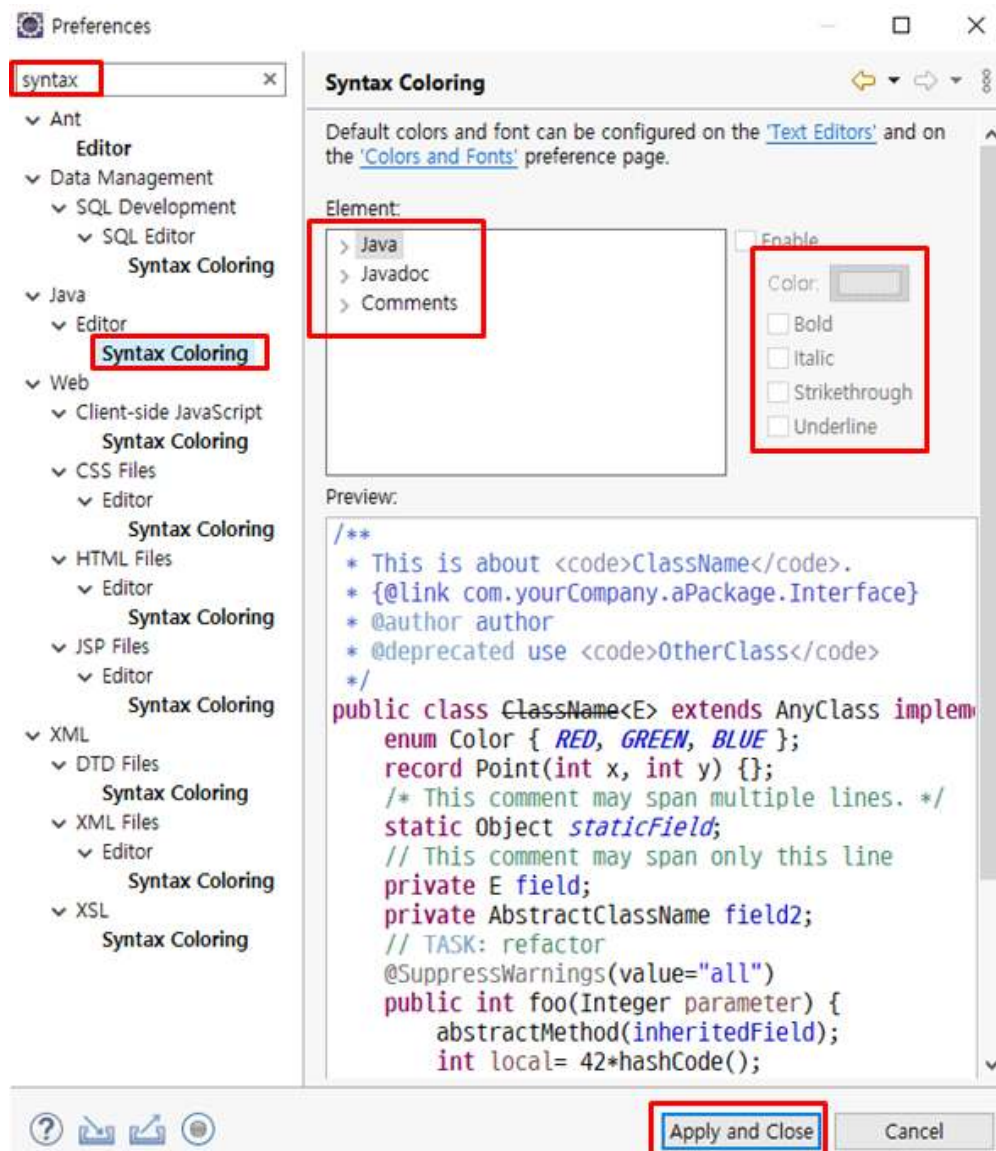 Preferences
syntax
Ant
Editor
Data Management
SQL Development
SQL Editor
Syntax Coloring
Java
Editor
Syntax Coloring
Web
Client-side JavaScript
Syntax Coloring
CSS Files
Editor
Syntax Coloring
HTML Files
Editor
Syntax Coloring
JSP Files
Editor
Syntax Coloring
XML
DTD Files
Syntax Coloring
XML Files
Editor
Syntax Coloring
XSL
Syntax Coloring
Syntax Coloring
Default colors and font can be configured on the 'Text Editors' and on
the 'Colors and Fonts' preference page.
Element:
Java
Javadoc
Comments
Enable
Color:
Bold
Italic
Strikethrough
Underline
Preview:
/**
* This is about <code>ClassName</code>.
* {@link com.yourCompany.aPackage.Interface}
* @author author
* @deprecated use <code>OtherClass</code>
*/
public class ClassName<E> extends AnyClass implem
enum Color { RED, GREEN, BLUE };
record Point(int x, int y) {};
/* This comment may span multiple lines. */
static Object staticField;
// This comment may span only this line
private E field;
private AbstractClassName field2;
// TASK: refactor
@SuppressWarnings(value="all")
public int foo(Integer parameter) {
abstractMethod(inheritedField);
int local= 42*hashCode();
Apply and Close
Cancel